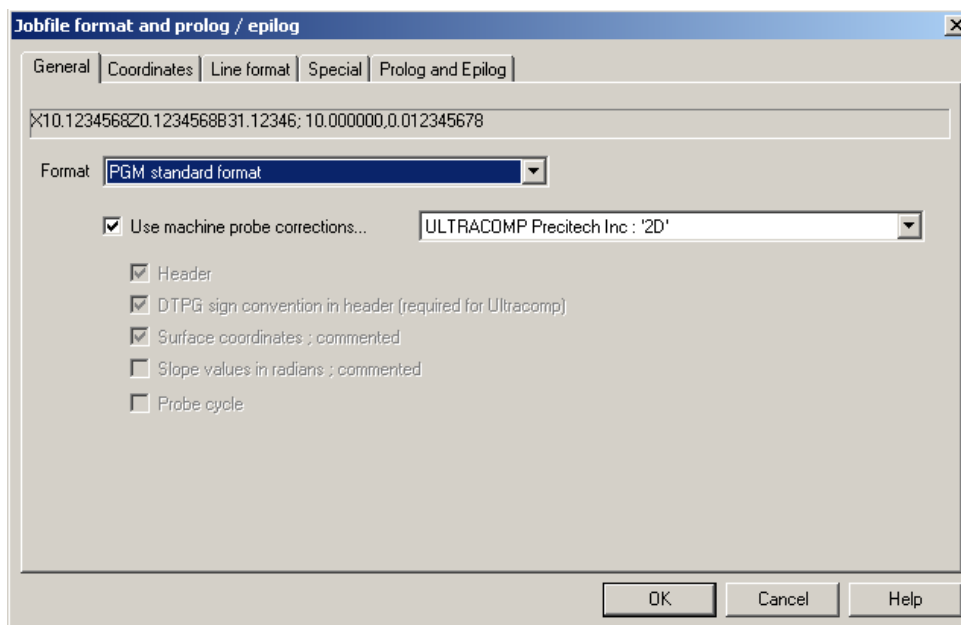 Jobfile format and prolog / epilog
General Coordinates Line format Special Prolog and Epilog
X10.1234568Z0.1234568B31.12346; 10.000000,0.012345678
Format PGM standard format
Use machine probe corrections... ULTRACOMP Precitech Inc : '2D'
Header
DTPG sign convention in header (required for Ultracomp)
Surface coordinates ; commented
Slope values in radians ; commented
Probe cycle
OK Cancel Help